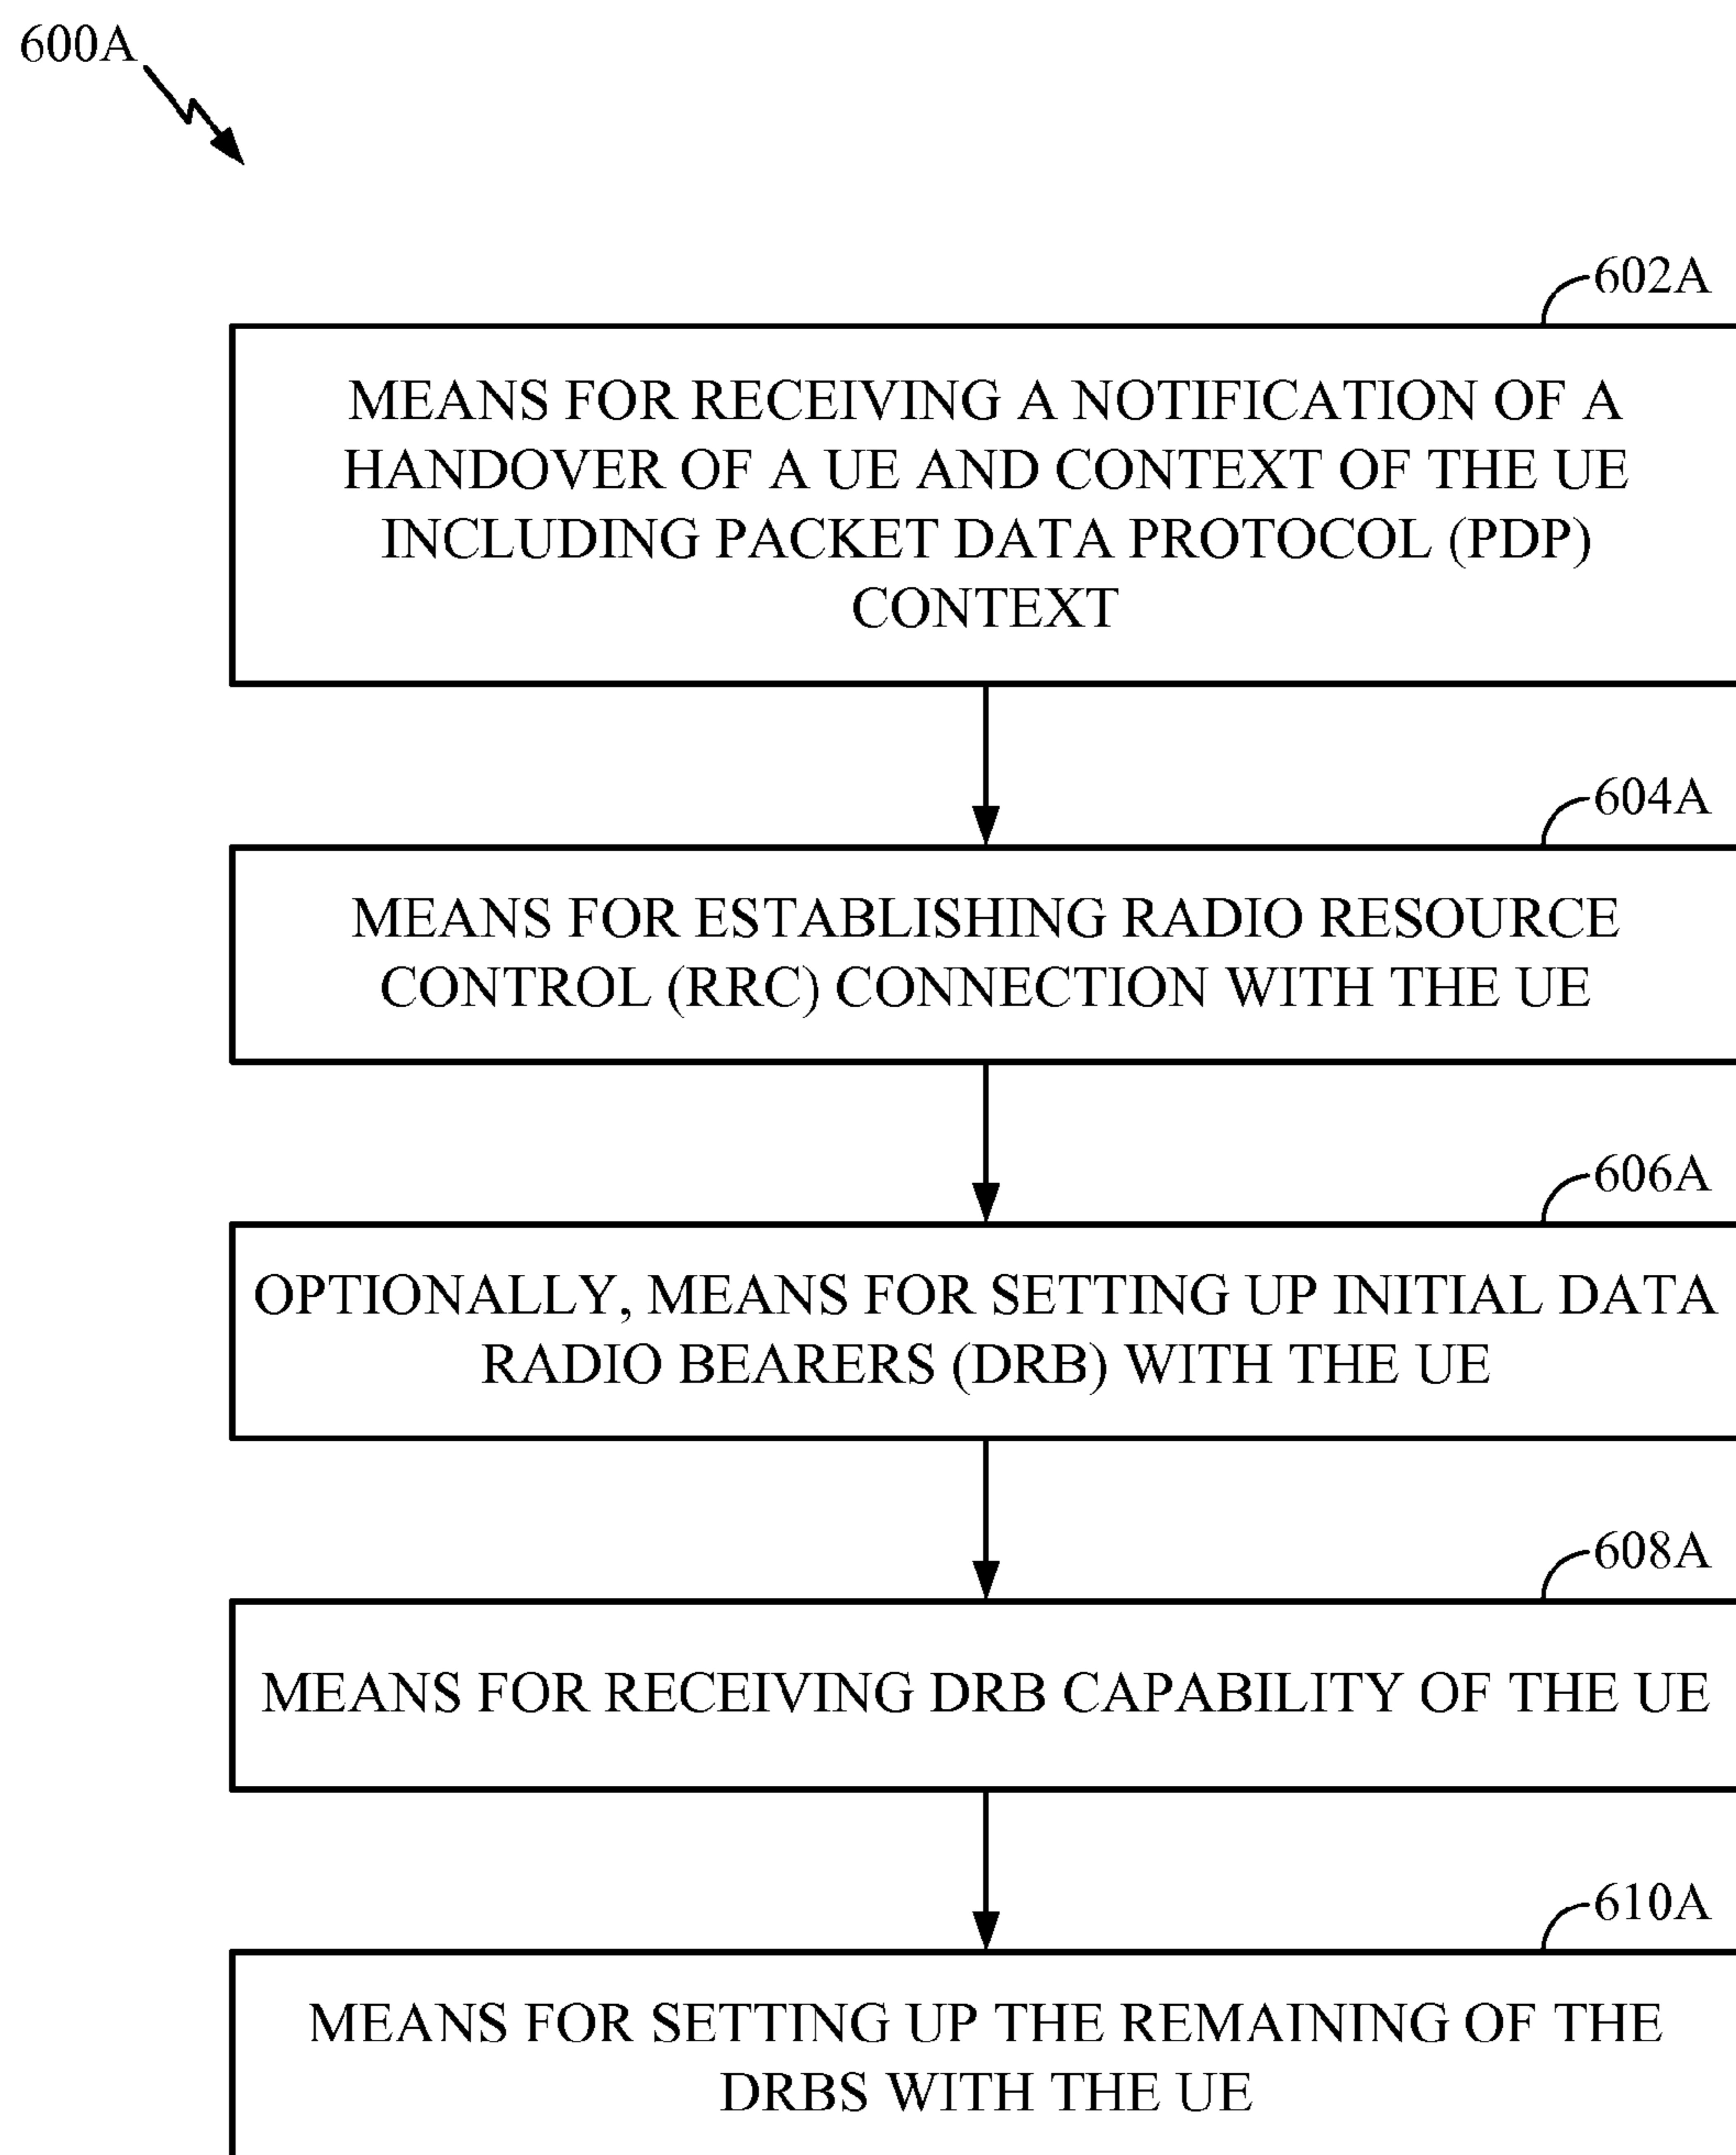 600A
602A
MEANS FOR RECEIVING A NOTIFICATION OF A
HANDOVER OF A UE AND CONTEXT OF THE UE
INCLUDING PACKET DATA PROTOCOL (PDP)
CONTEXT
604A
MEANS FOR ESTABLISHING RADIO RESOURCE
CONTROL (RRC) CONNECTION WITH THE UE
606A
OPTIONALLY, MEANS FOR SETTING UP INITIAL DATA
RADIO BEARERS (DRB) WITH THE UE
608A
MEANS FOR RECEIVING DRB CAPABILITY OF THE UE
610A
MEANS FOR SETTING UP THE REMAINING OF THE
DRBS WITH THE UE